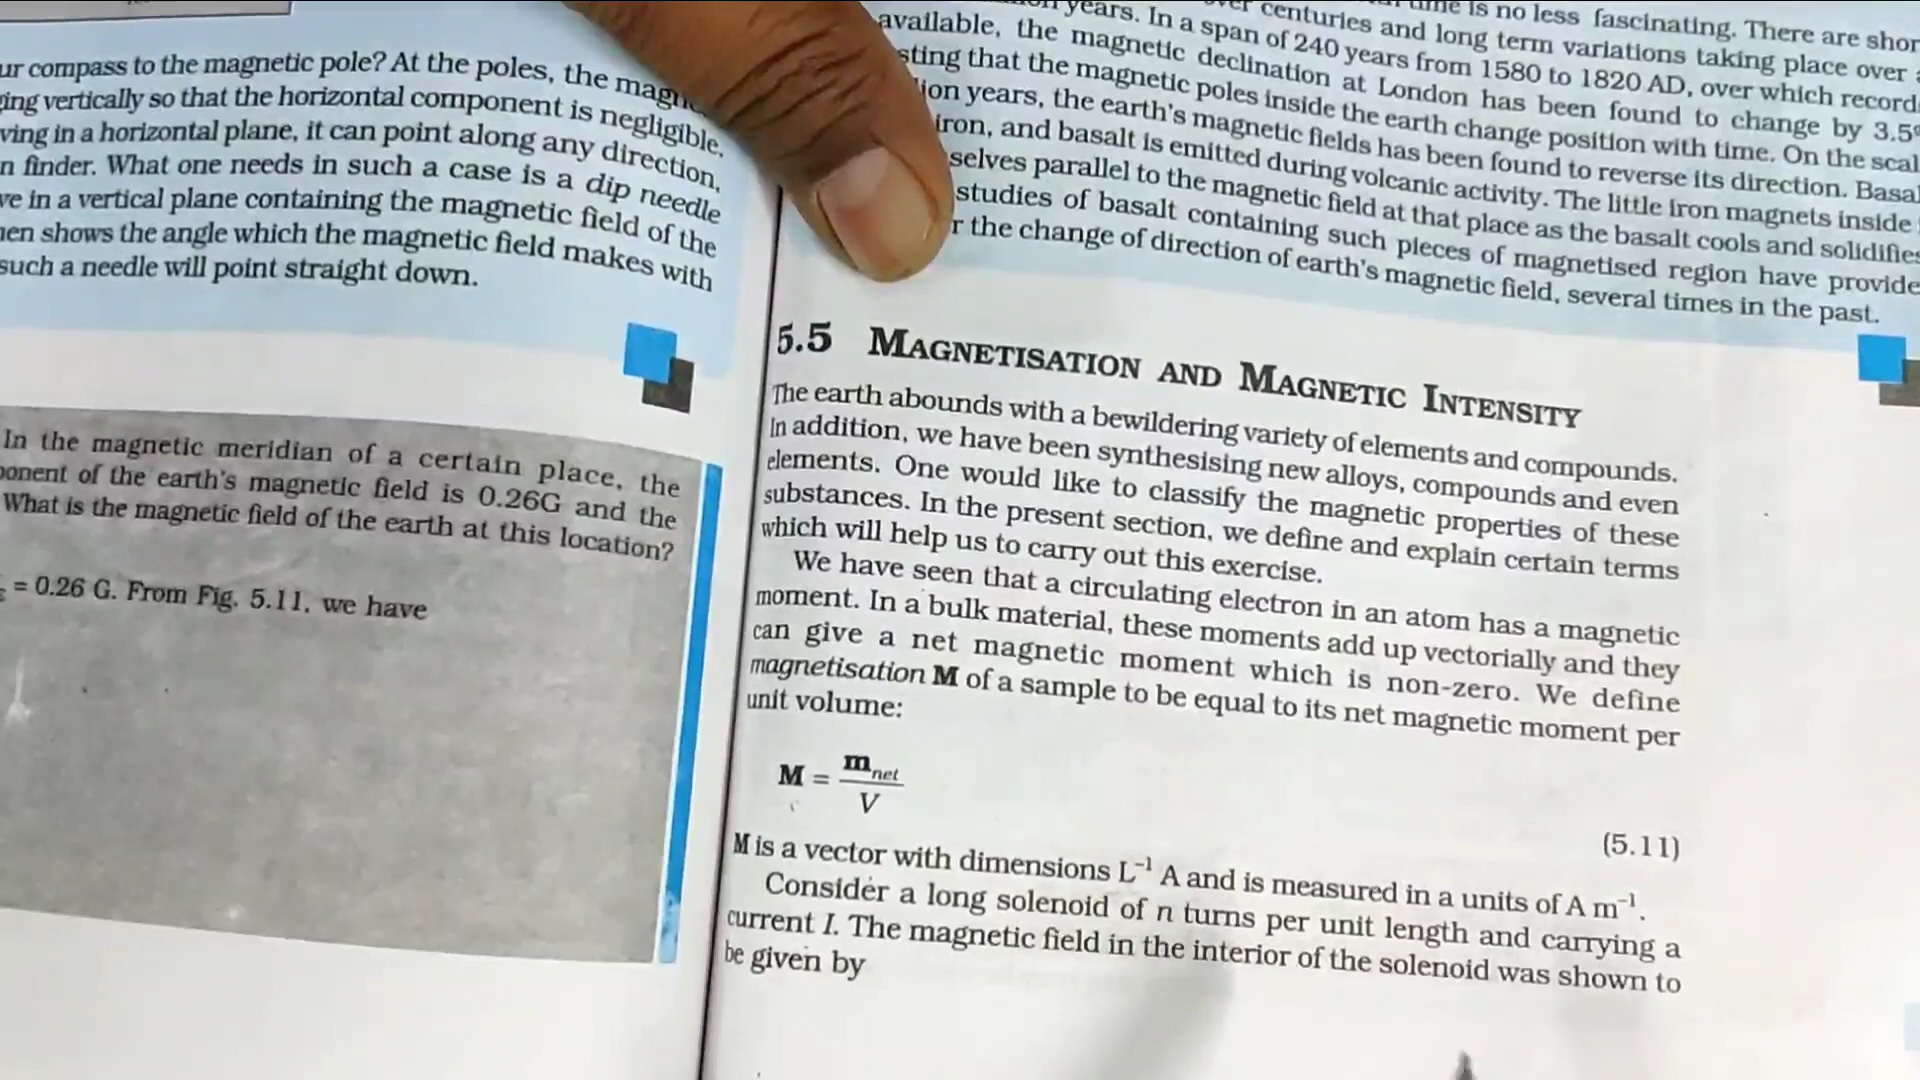 ur compass to the magnetic pole? At the poles, the
ging vertically so that the horizontal component is negligible.
ving in a horizontal plane, it can point along any direction,
n finder. What one needs in such a case is a dip needle
ve in a vertical plane containing the magnetic field of the
hen shows the angle which the magnetic field makes with
such a needle will point straight down.
In the magnetic meridian of a certain place, the
ponent of the earth's magnetic field is 0.26G and the
What is the magnetic field of the earth at this location?
= 0.26 G. From Fig. 5.11, we have
time is no less fascinating. There are shor
centuries and long term variations taking place over
years. In a span of 240 years from 1580 to 1820 AD, over which record
available, the magnetic declination at London has been found to change by 3.5°
sting that the magnetic poles inside the earth change position with time. On the scal
ion years, the earth's magnetic fields has been found to reverse its direction. Basal
iron, and basalt is emitted during volcanic activity. The little iron magnets inside
selves parallel to the magnetic field at that place as the basalt cools and solidifies
studies of basalt containing such pieces of magnetised region have provide
r the change of direction of earth's magnetic field, several times in the past.
5.5 MAGNETISATION AND MAGNETIC INTENSITY
The earth abounds with a bewildering variety of elements and compounds.
In addition, we have been synthesising new alloys, compounds and even
elements. One would like to classify the magnetic properties of these
substances. In the present section, we define and explain certain terms
which will help us to carry out this exercise.
We have seen that a circulating electron in an atom has a magnetic
moment. In a bulk material, these moments add up vectorially and they
can give a net magnetic moment which is non-zero. We define
magnetisation M of a sample to be equal to its net magnetic moment per
unit volume:
M = m_net / V
(5.11)
M is a vector with dimensions L⁻¹ A and is measured in a units of A m⁻¹.
Consider a long solenoid of n turns per unit length and carrying a
current I. The magnetic field in the interior of the solenoid was shown to
be given by